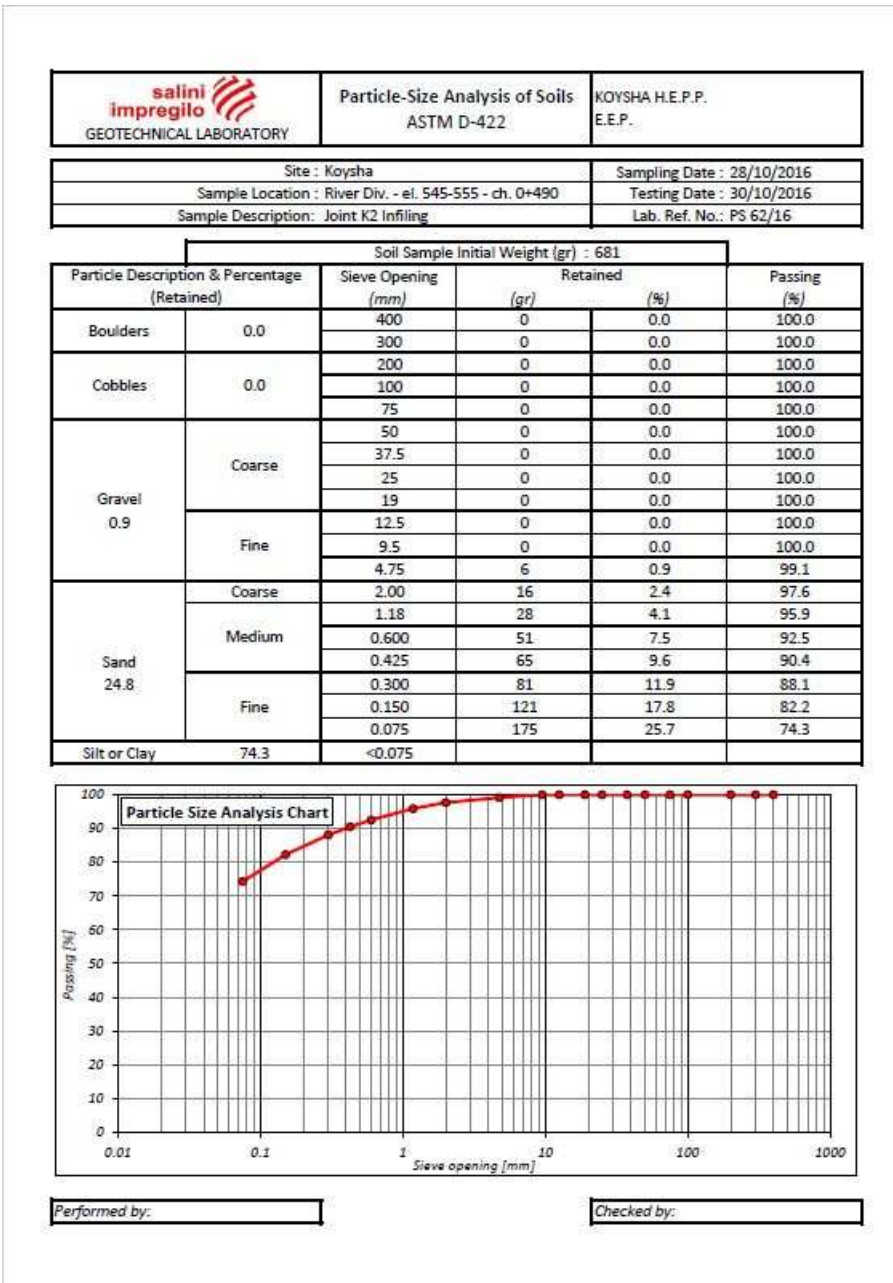 salini
impregilo
GEOTECHNICAL LABORATORY
Particle-Size Analysis of Soils
ASTM D-422
KOYSHA H.E.P.P.
E.E.P.
Site : Koysha
Sampling Date : 28/10/2016
Sample Location : River Div. - el. 545-555 - ch. 0+490
Testing Date : 30/10/2016
Sample Description: Joint K2 Infiling
Lab. Ref. No.: PS 62/16
Soil Sample Initial Weight (gr) : 681
Particle Description & Percentage (Retained)
Sieve Opening (mm)
Retained
(gr) (%)
Passing (%)
Boulders 0.0
400 0 0.0 100.0
300 0 0.0 100.0
Cobbles 0.0
200 0 0.0 100.0
100 0 0.0 100.0
75 0 0.0 100.0
Gravel 0.9
Coarse
50 0 0.0 100.0
37.5 0 0.0 100.0
25 0 0.0 100.0
19 0 0.0 100.0
Fine
12.5 0 0.0 100.0
9.5 0 0.0 100.0
4.75 6 0.9 99.1
Sand 24.8
Coarse 2.00 16 2.4 97.6
Medium
1.18 28 4.1 95.9
0.600 51 7.5 92.5
0.425 65 9.6 90.4
Fine
0.300 81 11.9 88.1
0.150 121 17.8 82.2
0.075 175 25.7 74.3
Silt or Clay 74.3 <0.075
Particle Size Analysis Chart
Passing [%]
100
90
80
70
60
50
40
30
20
10
0
0.01 0.1 1 10 100 1000
Sieve opening [mm]
Performed by:
Checked by: